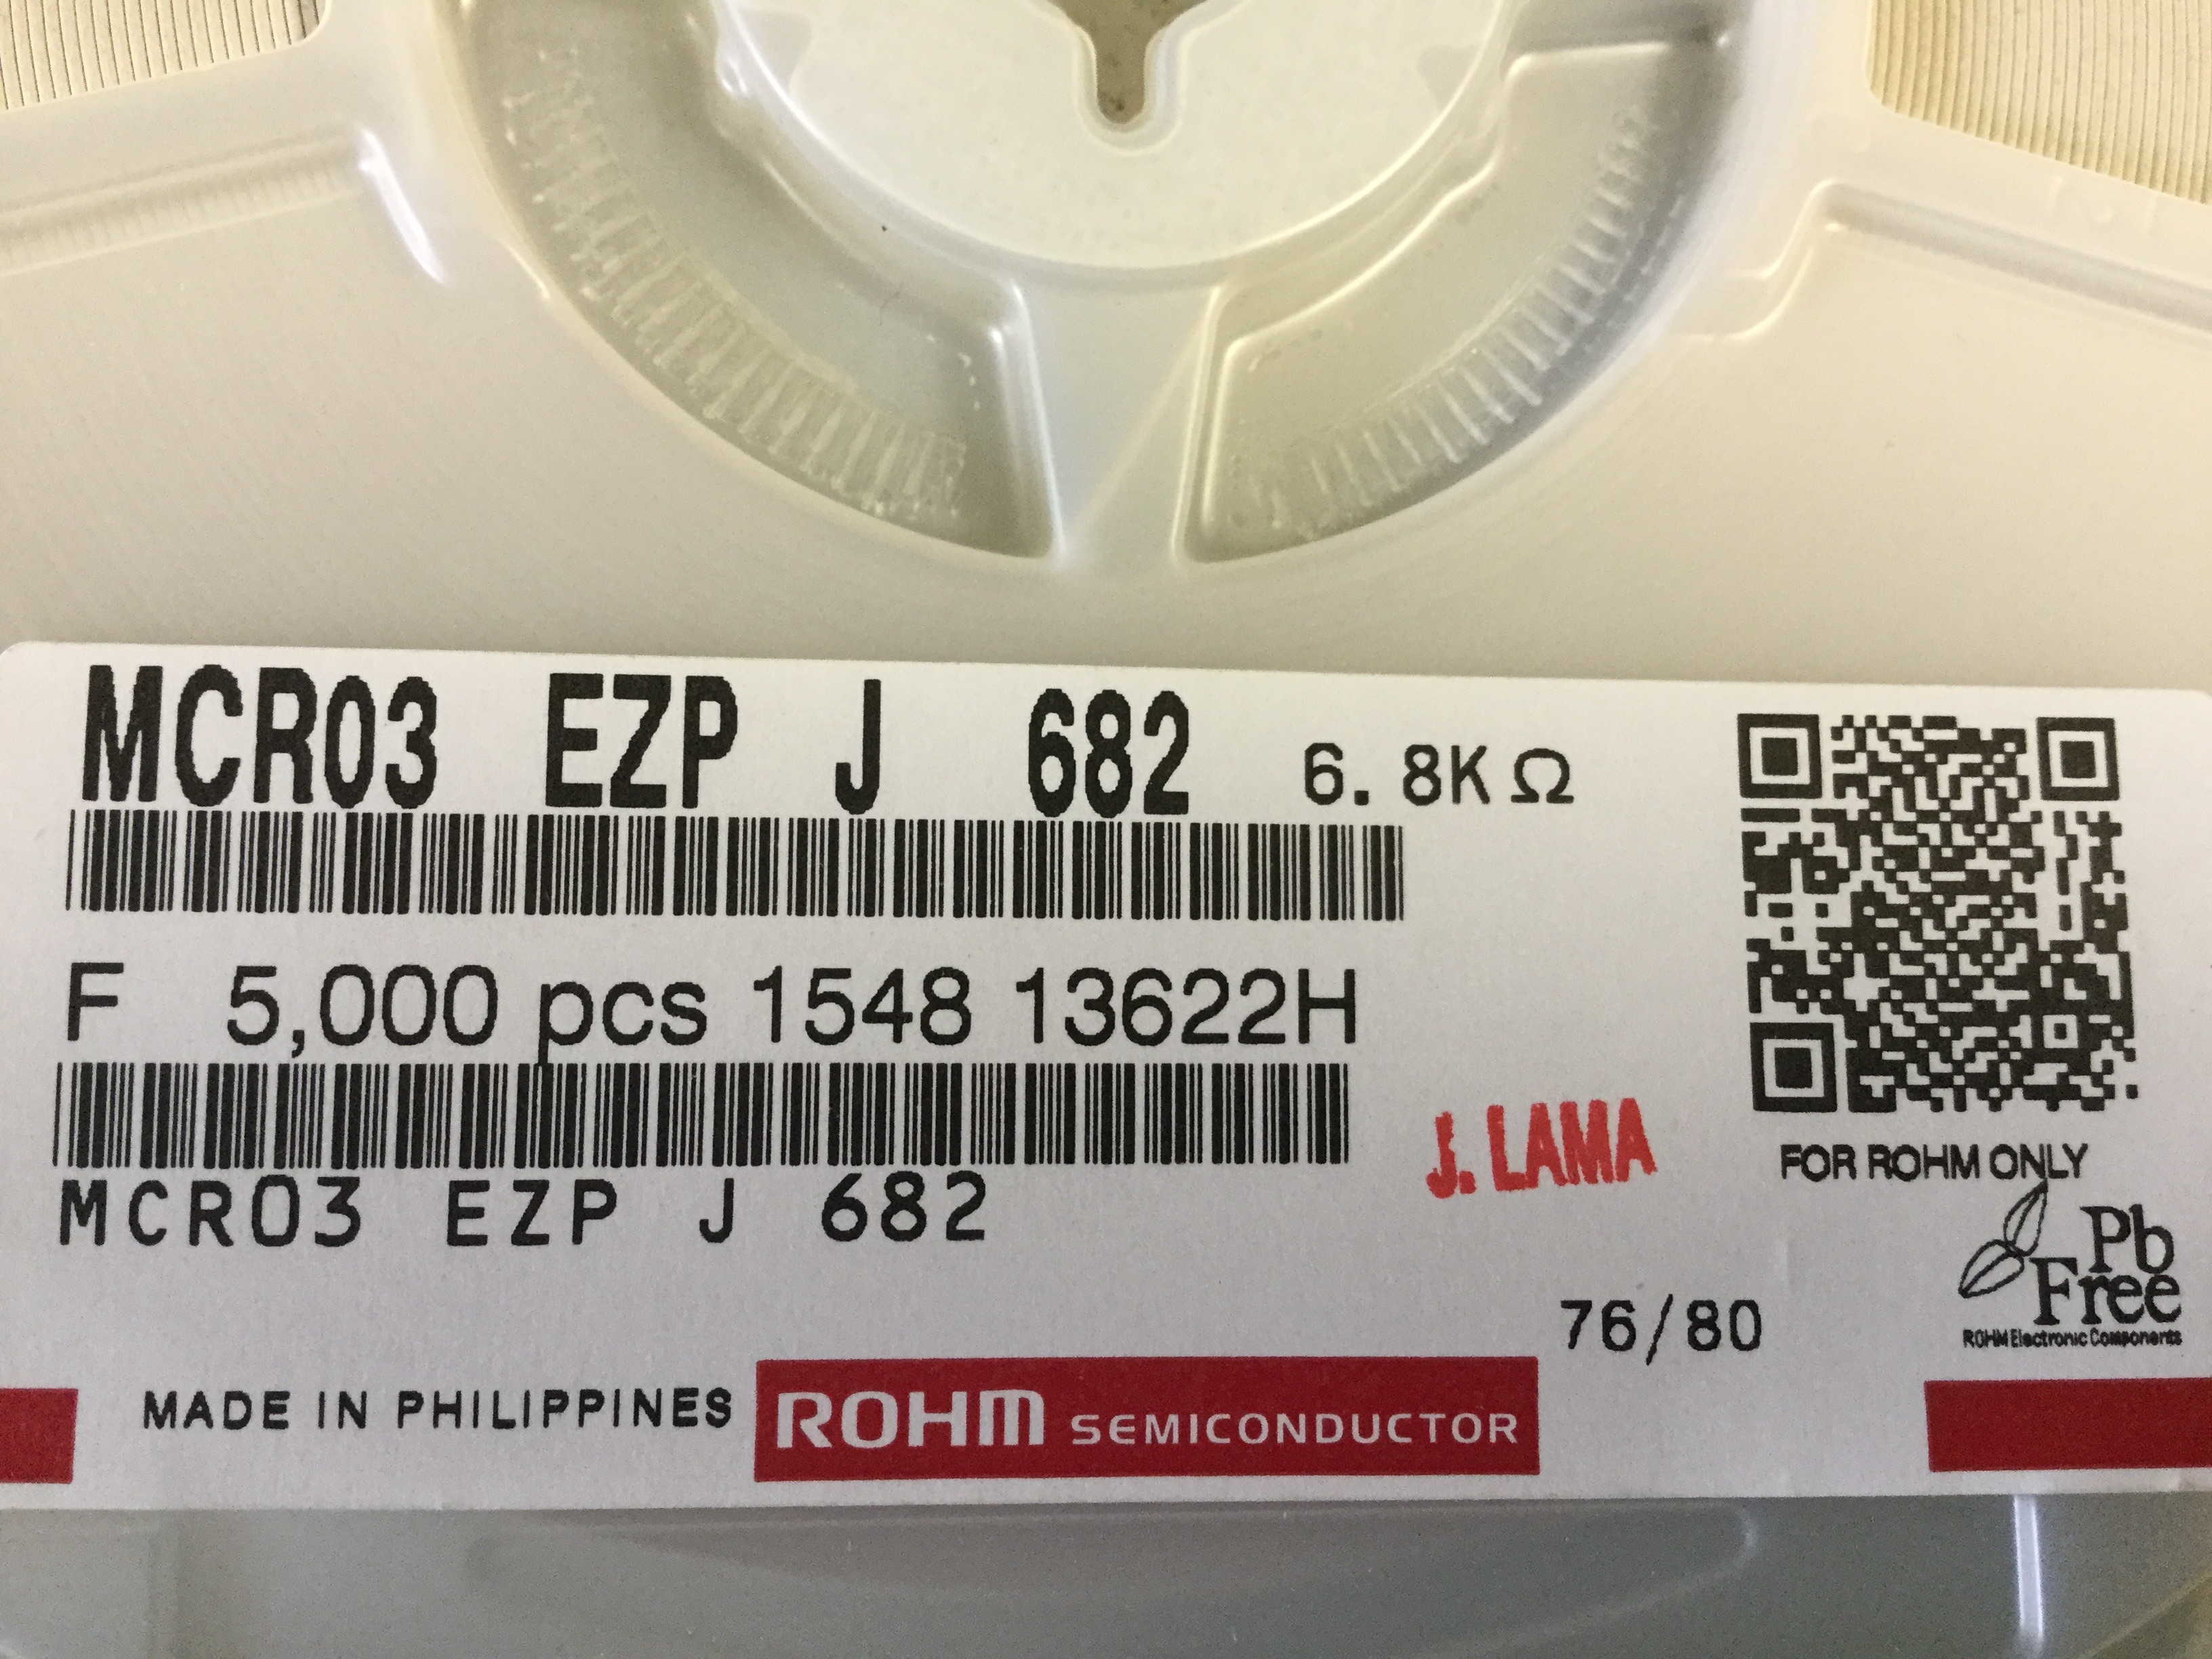 MCR03 EZP J 682 6.8KΩ
F 5,000 pcs 1548 13622H
MCR03 EZP J 682
J. LAMA
FOR ROHM ONLY
Pb
Free
ROHM Electronic Components
76/80
MADE IN PHILIPPINES ROHM SEMICONDUCTOR